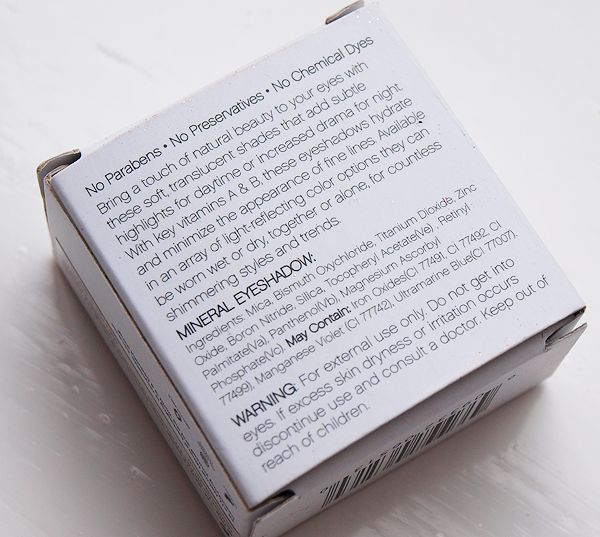 No Parabens • No Preservatives • No Chemical Dyes
Bring a touch of natural beauty to your eyes with
these soft translucent shades that add subtle
highlights for daytime or increased drama for night.
With key vitamins A & B, these eyeshadows hydrate
and minimize the appearance of fine lines. Available
in an array of light-reflecting color options they can
be worn wet or dry, together or alone, for countless
shimmering styles and trends.
MINERAL EYESHADOW:
Ingredients: Mica, Bismuth Oxychloride, Titanium Dioxide, Zinc
Oxide, Boron Nitride, Silica, Tocopheryl Acetate(Ve) , Retinyl
Palmitate(Va), Panthenol(Vb), Magnesium Ascorbyl
Phosphate(Vc). May Contain: Iron Oxides(CI 77491, CI 77492, CI
77499), Manganese Violet (CI 77742), Ultramarine Blue(CI 77007).
WARNING: For external use only. Do not get into
eyes. If excess skin dryness or irritation occurs
discontinue use and consult a doctor. Keep out of
reach of children.